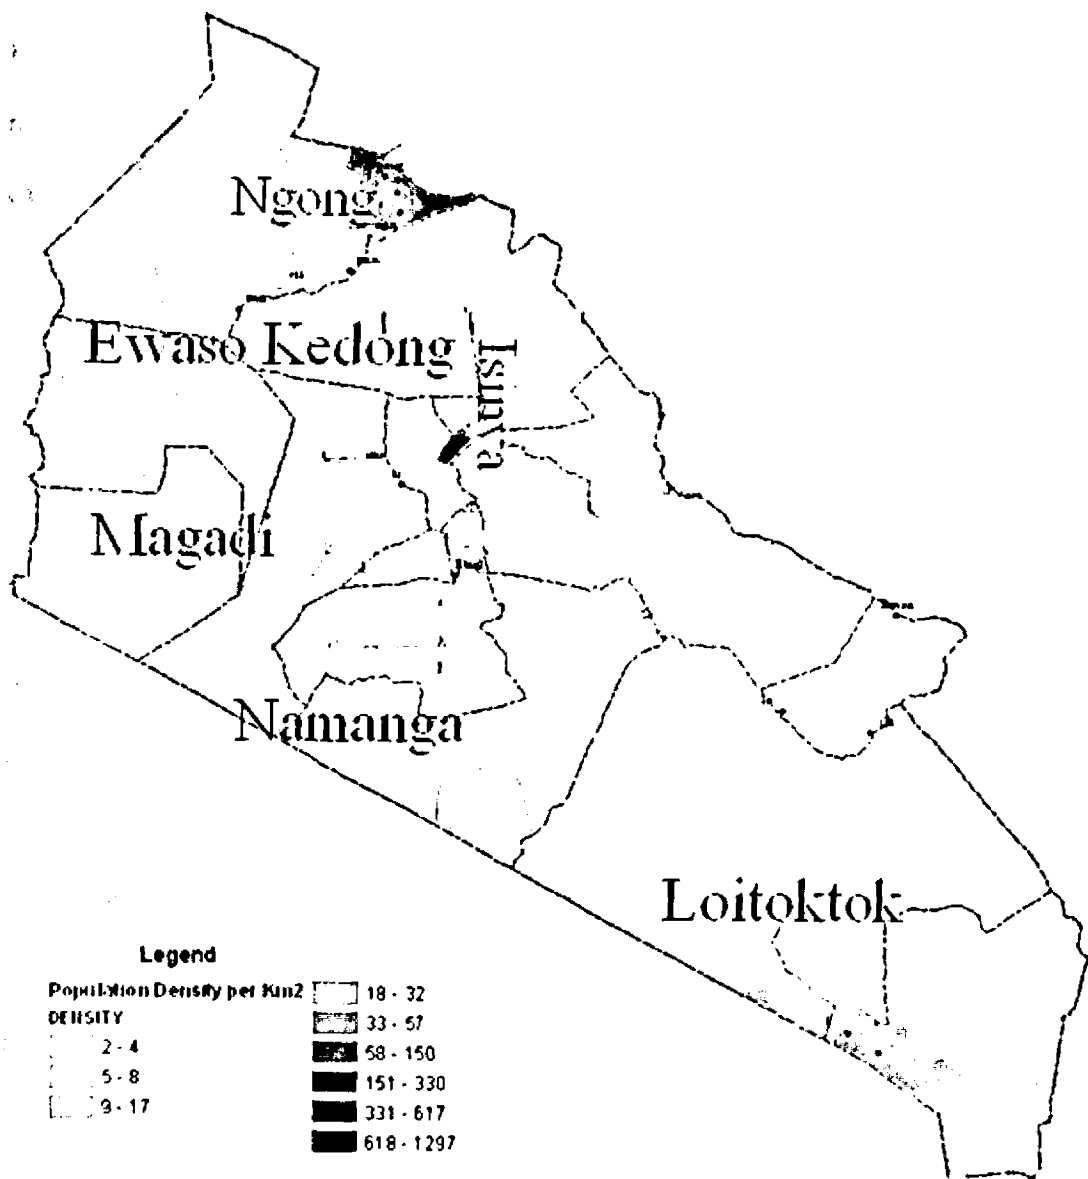 Ngong
Ewaso Kedong
Isinya
Magadi
Namanga
Loitoktok
Legend
Population Density per Km2
DENSITY
2 - 4
5 - 8
9 - 17
18 - 32
33 - 57
58 - 150
151 - 330
331 - 617
618 - 1297